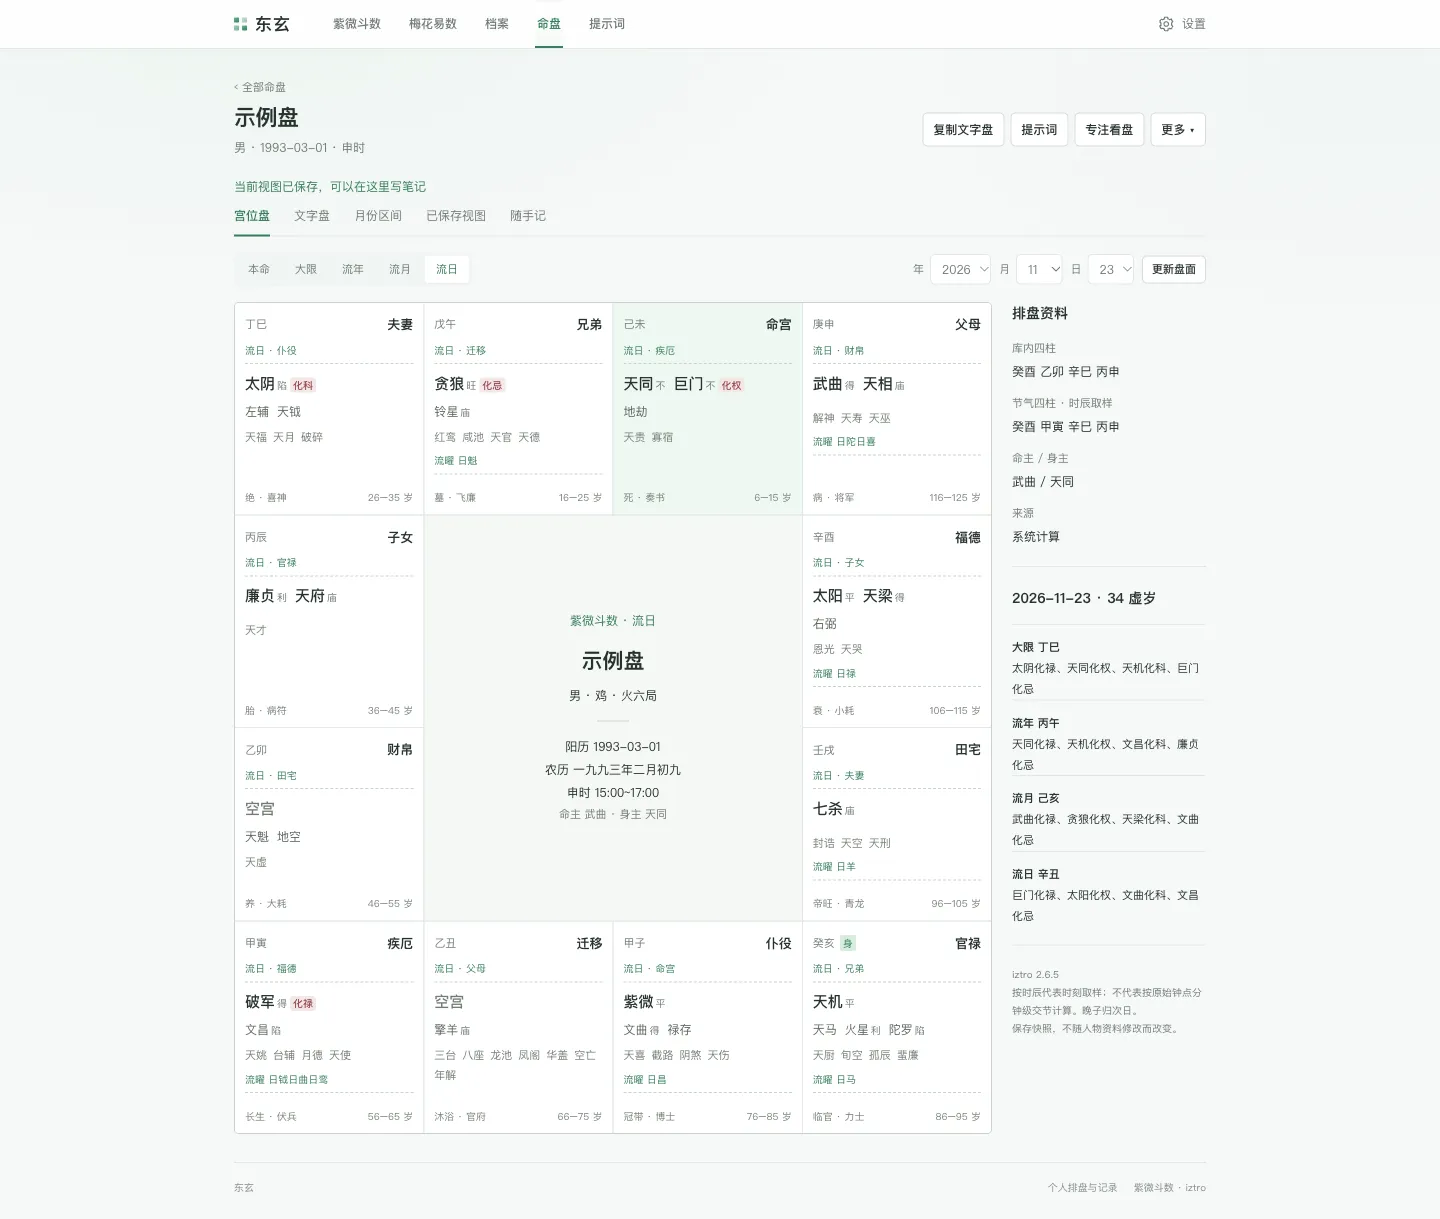 东玄 紫微斗数 梅花易数 档案 命盘 提示词 设置
‹ 全部命盘
示例盘
男 · 1993-03-01 · 申时
复制文字盘 提示词 专注看盘 更多 ▾
当前视图已保存，可以在这里写笔记
宫位盘 文字盘 月份区间 已保存视图 随手记
本命 大限 流年 流月 流日
年 2026 月 11 日 23 更新盘面
丁巳 夫妻
流日 · 仆役
太阴 陷 化科
左辅 天钺
天福 天月 破碎
绝 · 喜神 26—35 岁
戊午 兄弟
流日 · 迁移
贪狼 旺 化忌
铃星 庙
红鸾 咸池 天官 天德
流曜 日魁
墓 · 飞廉 16—25 岁
己未 命宫
流日 · 疾厄
天同 不 巨门 不 化权
地劫
天贵 寡宿
死 · 奏书 6—15 岁
庚申 父母
流日 · 财帛
武曲 得 天相 庙
解神 天寿 天巫
流曜 日陀日喜
病 · 将军 116—125 岁
丙辰 子女
流日 · 官禄
廉贞 利 天府 庙
天才
胎 · 病符 36—45 岁
紫微斗数 · 流日
示例盘
男 · 鸡 · 火六局
阳历 1993-03-01
农历 一九九三年二月初九
申时 15:00~17:00
命主 武曲 · 身主 天同
辛酉 福德
流日 · 子女
太阳 平 天梁 得
右弼
恩光 天哭
流曜 日禄
衰 · 小耗 106—115 岁
乙卯 财帛
流日 · 田宅
空宫
天魁 地空
天虚
养 · 大耗 46—55 岁
壬戌 田宅
流日 · 夫妻
七杀 庙
封诰 天空 天刑
流曜 日羊
帝旺 · 青龙 96—105 岁
甲寅 疾厄
流日 · 福德
破军 得 化禄
文昌 陷
天姚 台辅 月德 天使
流曜 日钺日曲日鸾
长生 · 伏兵 56—65 岁
乙丑 迁移
流日 · 父母
空宫
擎羊 庙
三台 八座 龙池 凤阁 华盖 空亡
年解
沐浴 · 官府 66—75 岁
甲子 仆役
流日 · 命宫
紫微 平
文曲 得 禄存
天喜 截路 阴煞 天伤
流曜 日昌
冠带 · 博士 76—85 岁
癸亥 身 官禄
流日 · 兄弟
天机 平
天马 火星 利 陀罗 陷
天厨 旬空 孤辰 蜚廉
流曜 日马
临官 · 力士 86—95 岁
排盘资料
库内四柱
癸酉 乙卯 辛巳 丙申
节气四柱 · 时辰取样
癸酉 甲寅 辛巳 丙申
命主 / 身主
武曲 / 天同
来源
系统计算
2026-11-23 · 34 虚岁
大限 丁巳
太阴化禄、天同化权、天机化科、巨门
化忌
流年 丙午
天同化禄、天机化权、文昌化科、廉贞
化忌
流月 己亥
武曲化禄、贪狼化权、天梁化科、文曲
化忌
流日 辛丑
巨门化禄、太阳化权、文曲化科、文昌
化忌
iztro 2.6.5
按时辰代表时刻取样；不代表按原始钟点分
钟级交节计算。晚子归次日。
保存快照，不随人物资料修改而改变。
东玄 个人排盘与记录 紫微斗数 · iztro